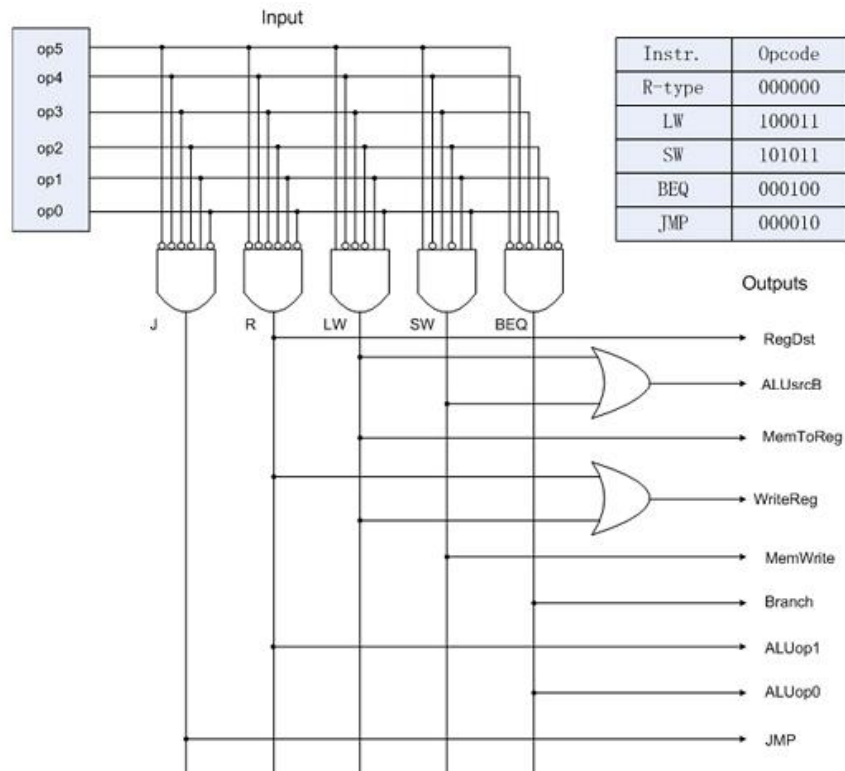 Input
op5
op4
op3
op2
op1
op0
Instr. Opcode
R-type 000000
LW 100011
SW 101011
BEQ 000100
JMP 000010
Outputs
J R LW SW BEQ
RegDst
ALUsrcB
MemToReg
WriteReg
MemWrite
Branch
ALUop1
ALUop0
JMP